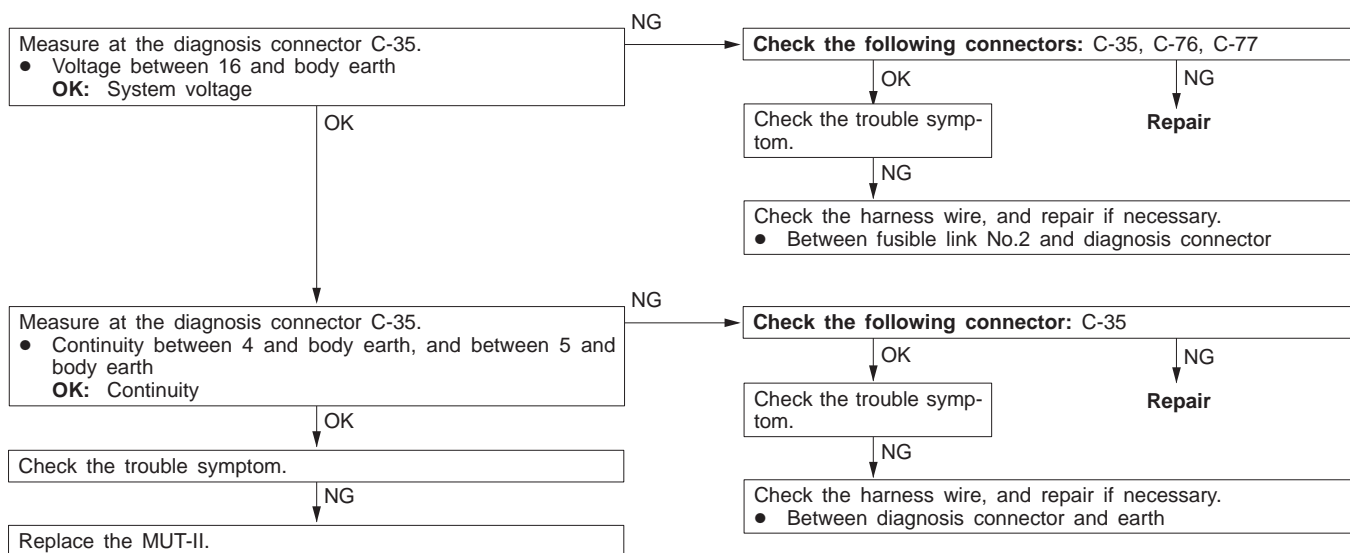 Measure at the diagnosis connector C-35.
● Voltage between 16 and body earth
OK: System voltage
NG
Check the following connectors: C-35, C-76, C-77
OK
NG
Check the trouble symp-
tom.
Repair
NG
Check the harness wire, and repair if necessary.
● Between fusible link No.2 and diagnosis connector
OK
Measure at the diagnosis connector C-35.
● Continuity between 4 and body earth, and between 5 and
body earth
OK: Continuity
NG
Check the following connector: C-35
OK
NG
Check the trouble symp-
tom.
Repair
NG
Check the harness wire, and repair if necessary.
● Between diagnosis connector and earth
OK
Check the trouble symptom.
NG
Replace the MUT-II.